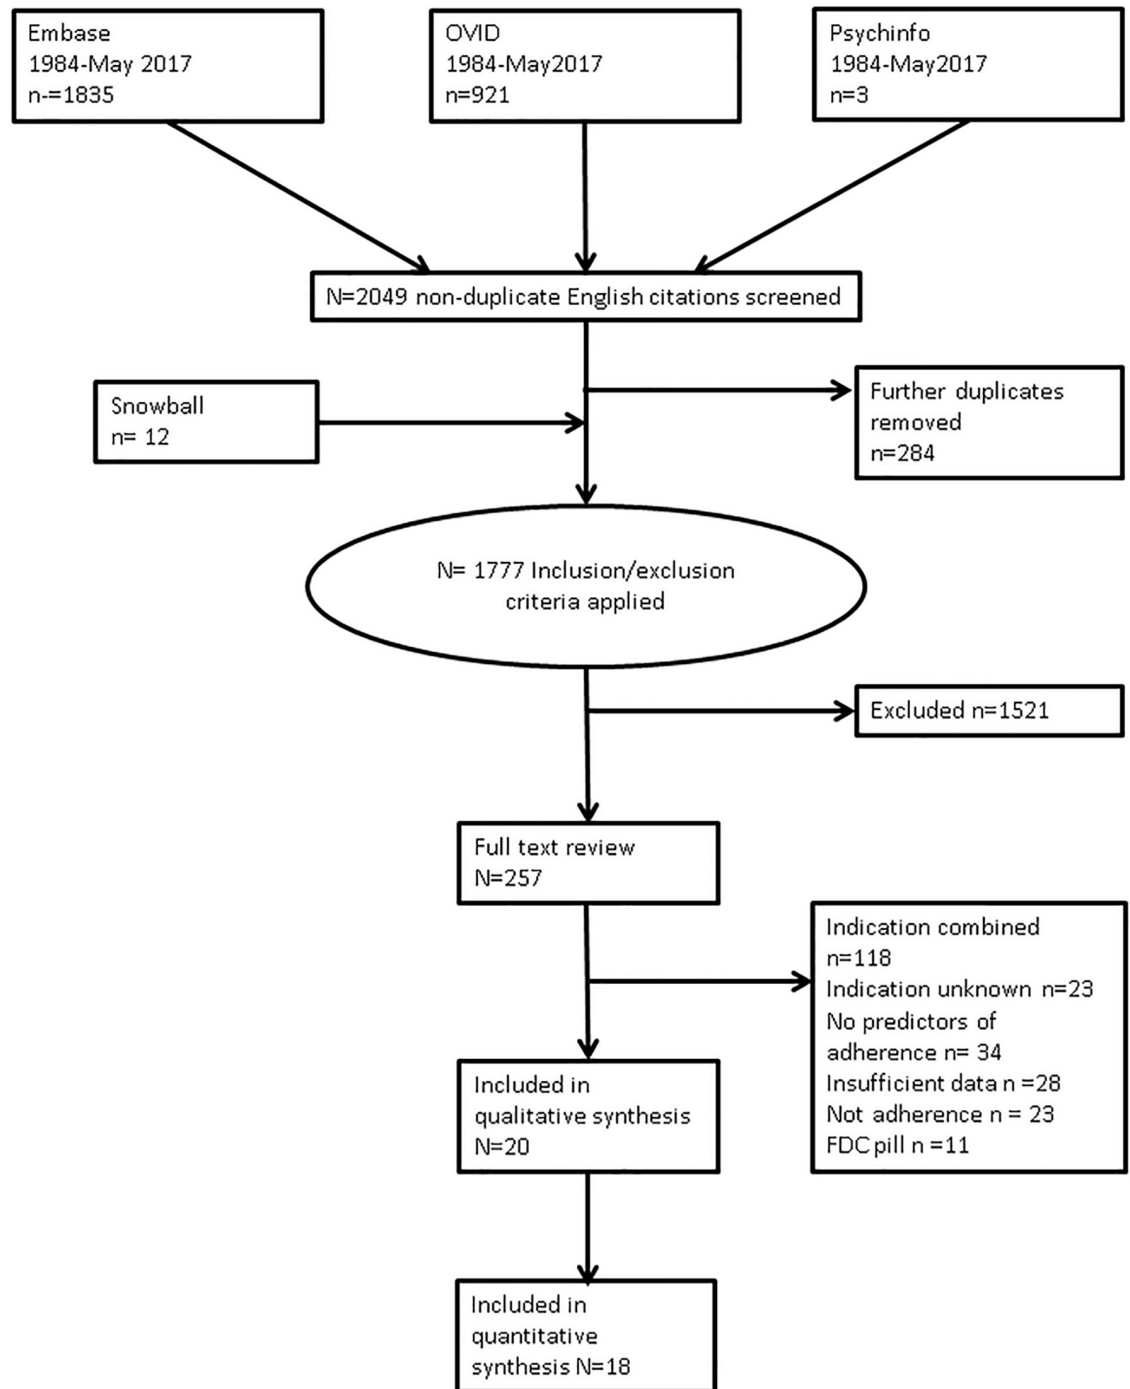 Embase
1984-May 2017
n-=1835
OVID
1984-May2017
n=921
Psychinfo
1984-May2017
n=3
N=2049 non-duplicate English citations screened
Snowball
n= 12
Further duplicates
removed
n=284
N= 1777 Inclusion/exclusion
criteria applied
Excluded n=1521
Full text review
N=257
Indication combined
n=118
Indication unknown n=23
No predictors of
adherence n= 34
Insufficient data n =28
Not adherence n = 23
FDC pill n =11
Included in
qualitative synthesis
N=20
Included in
quantitative
synthesis N=18